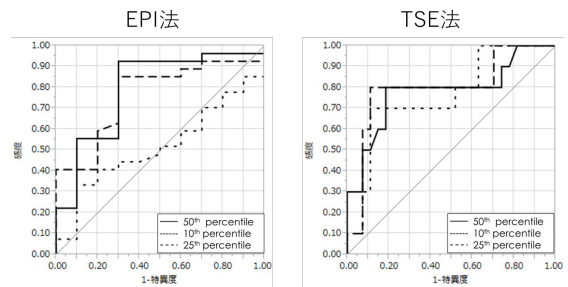 EPI法
TSE法
1.00
0.90
0.80
0.70
0.60
0.50
0.40
0.30
0.20
0.10
0.00
感度
0.00 0.20 0.40 0.60 0.80 1.00
1-特異度
50th percentile
10th percentile
25th percentile
1.00
0.90
0.80
0.70
0.60
0.50
0.40
0.30
0.20
0.10
0.00
感度
0.00 0.20 0.40 0.60 0.80 1.00
1-特異度
50th percentile
10th percentile
25th percentile